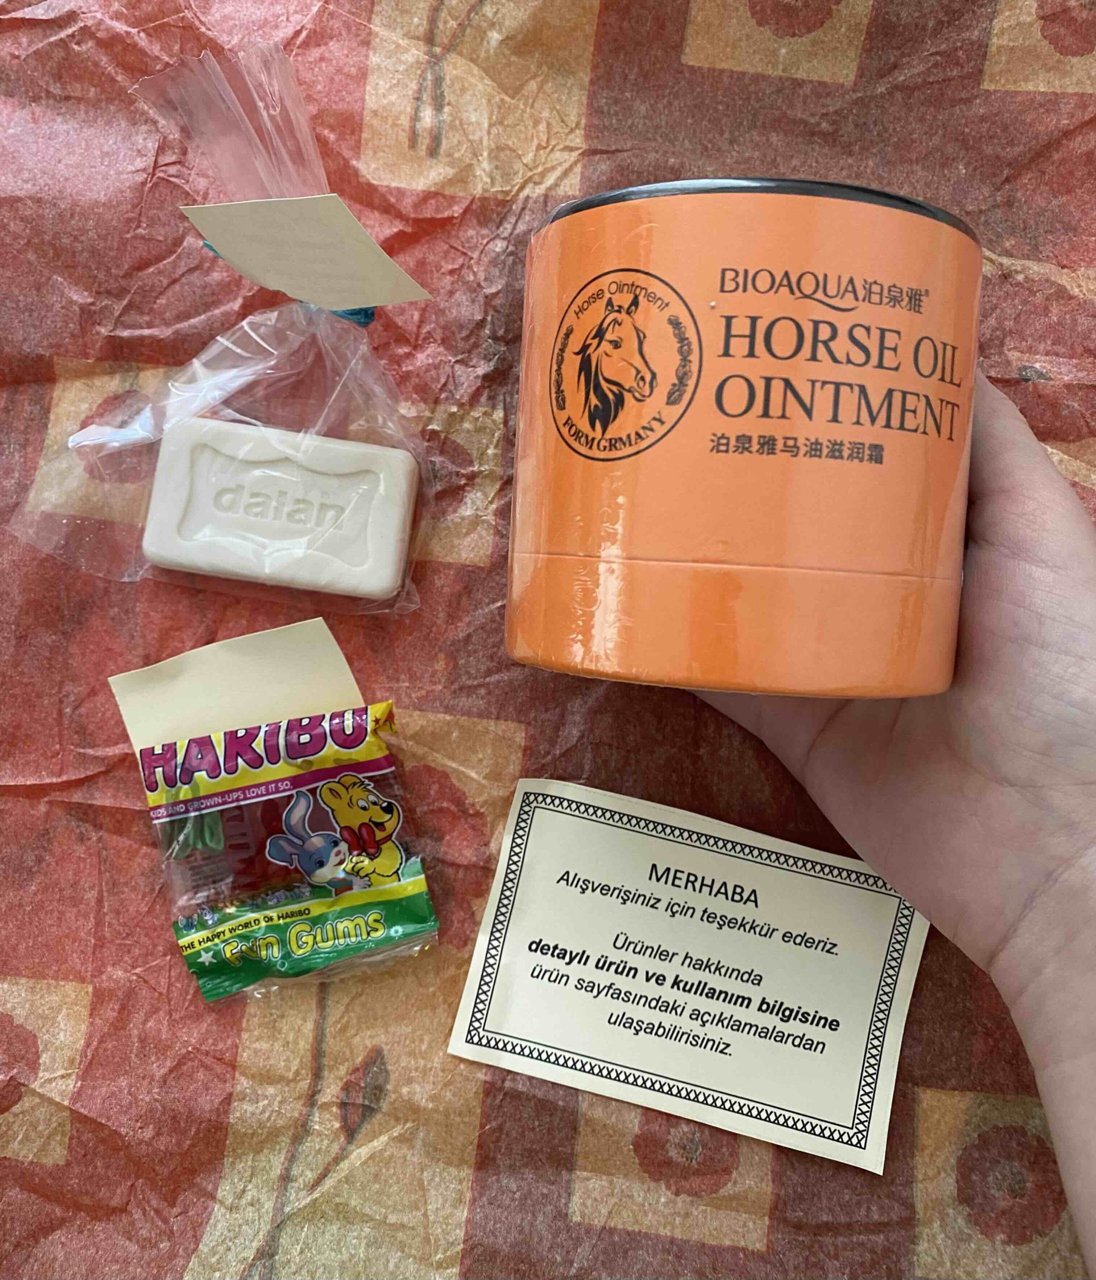 dalan
BIOAQUA泊泉雅®
HORSE OIL
OINTMENT
泊泉雅马油滋润霜
Horse Ointment
FORM GRMANY
HARIBO
KIDS AND GROWN-UPS LOVE IT SO,
THE HAPPY WORLD OF HARIBO
Fun Gums
MERHABA
Alışverişiniz için teşekkür ederiz.
Ürünler hakkında
detaylı ürün ve kullanım bilgisine
ürün sayfasındaki açıklamalardan
ulaşabilirisiniz.